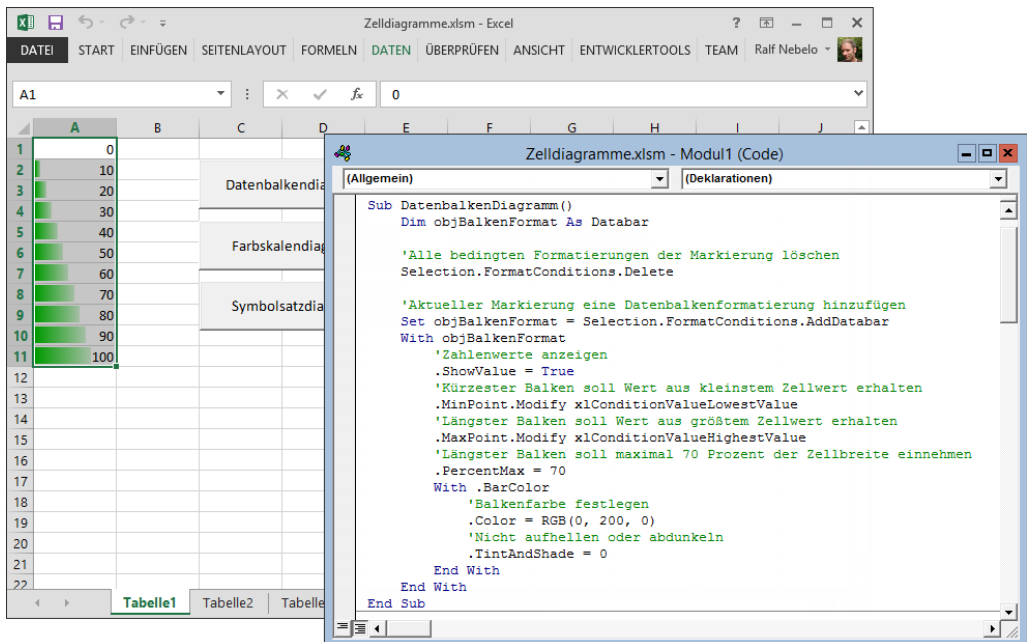 Zelldiagramme.xlsm - Excel
?
DATEI START EINFÜGEN SEITENLAYOUT FORMELN DATEN ÜBERPRÜFEN ANSICHT ENTWICKLERTOOLS TEAM Ralf Nebelo
A1 fx 0
A B C D E F G H I J
1 0
2 10
3 20
4 30
5 40
6 50
7 60
8 70
9 80
10 90
11 100
12
13
14
15
16
17
18
19
20
21
22
Datenbalkendia
Farbskalendiag
Symbolsatzdia
Tabelle1 Tabelle2 Tabelle
Zelldiagramme.xlsm - Modul1 (Code)
(Allgemein) (Deklarationen)
Sub DatenbalkenDiagramm()
Dim objBalkenFormat As Databar
'Alle bedingten Formatierungen der Markierung löschen
Selection.FormatConditions.Delete
'Aktueller Markierung eine Datenbalkenformatierung hinzufügen
Set objBalkenFormat = Selection.FormatConditions.AddDatabar
With objBalkenFormat
'Zahlenwerte anzeigen
.ShowValue = True
'Kürzester Balken soll Wert aus kleinstem Zellwert erhalten
.MinPoint.Modify xlConditionValueLowestValue
'Längster Balken soll Wert aus größtem Zellwert erhalten
.MaxPoint.Modify xlConditionValueHighestValue
'Längster Balken soll maximal 70 Prozent der Zellbreite einnehmen
.PercentMax = 70
With .BarColor
'Balkenfarbe festlegen
.Color = RGB(0, 200, 0)
'Nicht aufhellen oder abdunkeln
.TintAndShade = 0
End With
End With
End Sub